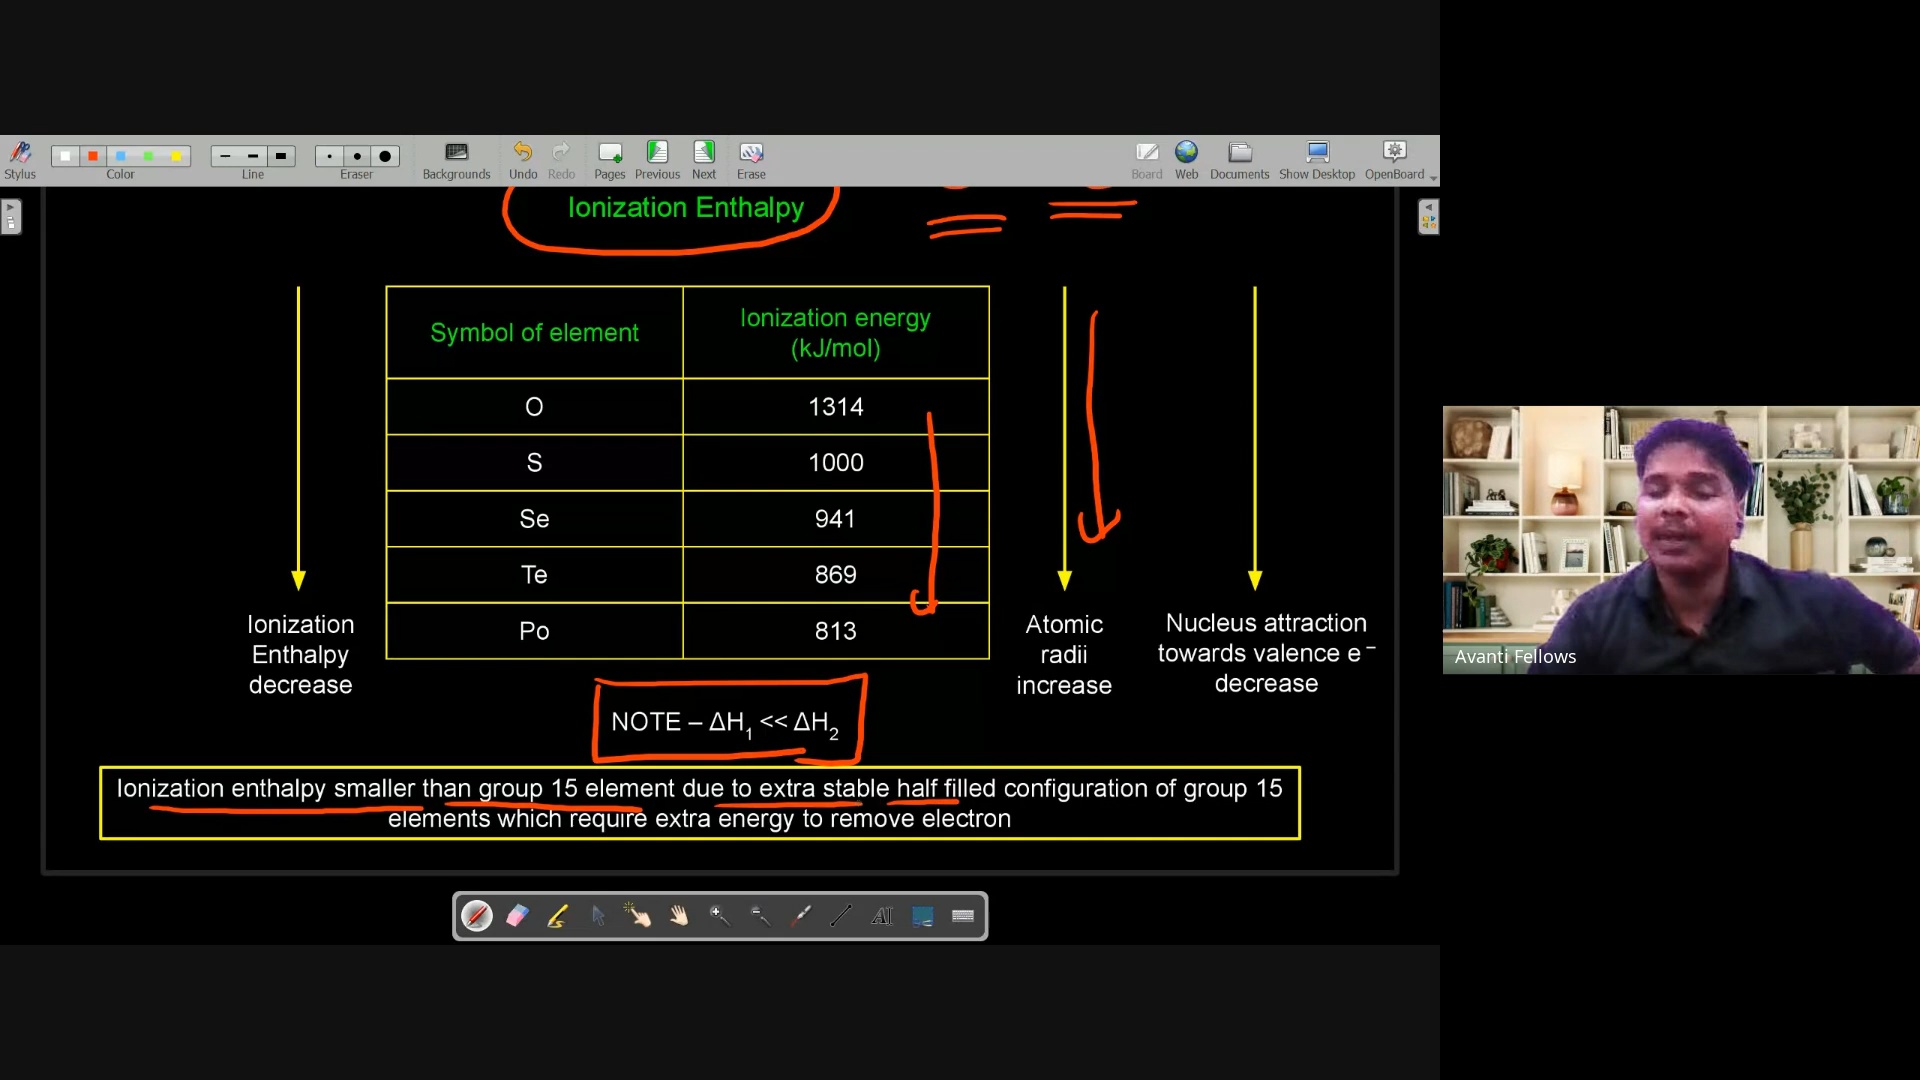 Stylus
Color
Line
Eraser
Backgrounds
Undo
Redo
Pages
Previous
Next
Erase
Board
Web
Documents
Show Desktop
OpenBoard
Ionization Enthalpy
Symbol of element
Ionization energy
(kJ/mol)
O
1314
S
1000
Se
941
Te
869
Po
813
Ionization
Enthalpy
decrease
Atomic
radii
increase
Nucleus attraction
towards valence e⁻
decrease
NOTE – ΔH₁ << ΔH₂
Ionization enthalpy smaller than group 15 element due to extra stable half filled configuration of group 15
elements which require extra energy to remove electron
AI
Avanti Fellows